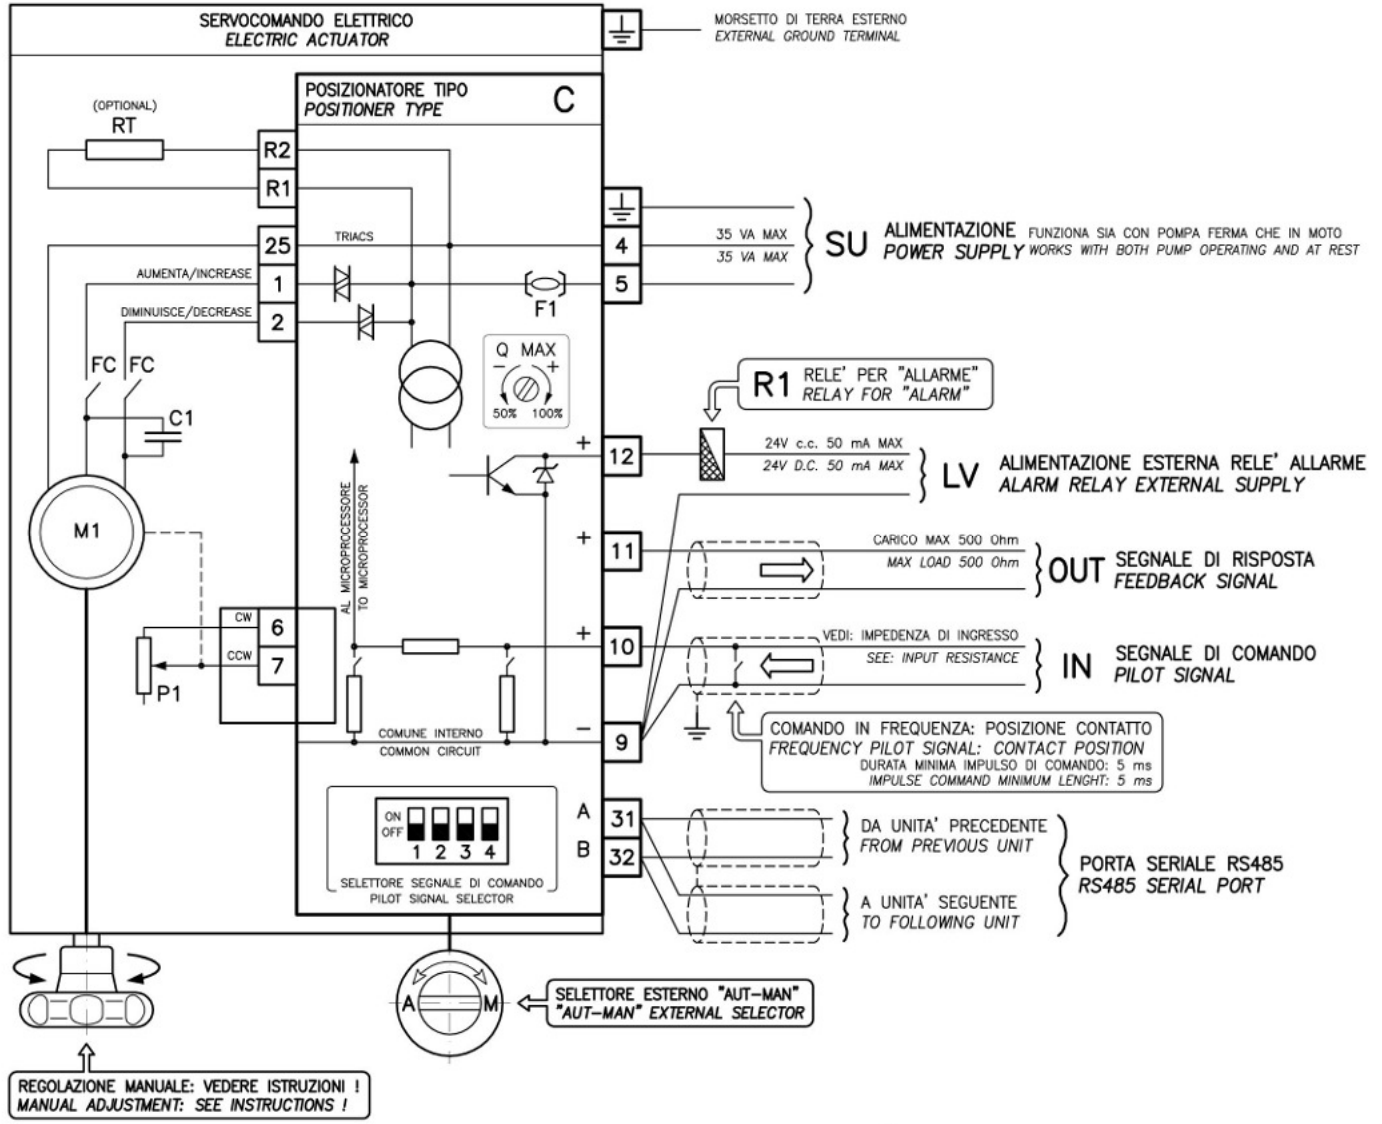 SERVOCOMANDO ELETTRICO
ELECTRIC ACTUATOR
MORSETTO DI TERRA ESTERNO
EXTERNAL GROUND TERMINAL
POSIZIONATORE TIPO
POSITIONER TYPE
C
(OPTIONAL)
RT
R2
R1
25
TRIACS
4
35 VA MAX
35 VA MAX
SU
ALIMENTAZIONE FUNZIONA SIA CON POMPA FERMA CHE IN MOTO
POWER SUPPLY WORKS WITH BOTH PUMP OPERATING AND AT REST
AUMENTA/INCREASE
1
5
F1
DIMINUISCE/DECREASE
2
FC FC
C1
Q MAX
- +
50% 100%
R1 RELE' PER "ALLARME"
RELAY FOR "ALARM"
+
12
24V c.c. 50 mA MAX
24V D.C. 50 mA MAX
LV
ALIMENTAZIONE ESTERNA RELE' ALLARME
ALARM RELAY EXTERNAL SUPPLY
M1
AL MICROPROCESSORE
TO MICROPROCESSOR
+
11
CARICO MAX 500 Ohm
MAX LOAD 500 Ohm
OUT
SEGNALE DI RISPOSTA
FEEDBACK SIGNAL
CW
6
CCW
7
P1
+
10
VEDI: IMPEDENZA DI INGRESSO
SEE: INPUT RESISTANCE
IN
SEGNALE DI COMANDO
PILOT SIGNAL
COMUNE INTERNO
COMMON CIRCUIT
-
9
COMANDO IN FREQUENZA: POSIZIONE CONTATTO
FREQUENCY PILOT SIGNAL: CONTACT POSITION
DURATA MINIMA IMPULSO DI COMANDO: 5 ms
IMPULSE COMMAND MINIMUM LENGHT: 5 ms
ON
OFF
1 2 3 4
SELETTORE SEGNALE DI COMANDO
PILOT SIGNAL SELECTOR
A
31
B
32
DA UNITA' PRECEDENTE
FROM PREVIOUS UNIT
A UNITA' SEGUENTE
TO FOLLOWING UNIT
PORTA SERIALE RS485
RS485 SERIAL PORT
A M
SELETTORE ESTERNO "AUT-MAN"
"AUT-MAN" EXTERNAL SELECTOR
REGOLAZIONE MANUALE: VEDERE ISTRUZIONI !
MANUAL ADJUSTMENT: SEE INSTRUCTIONS !